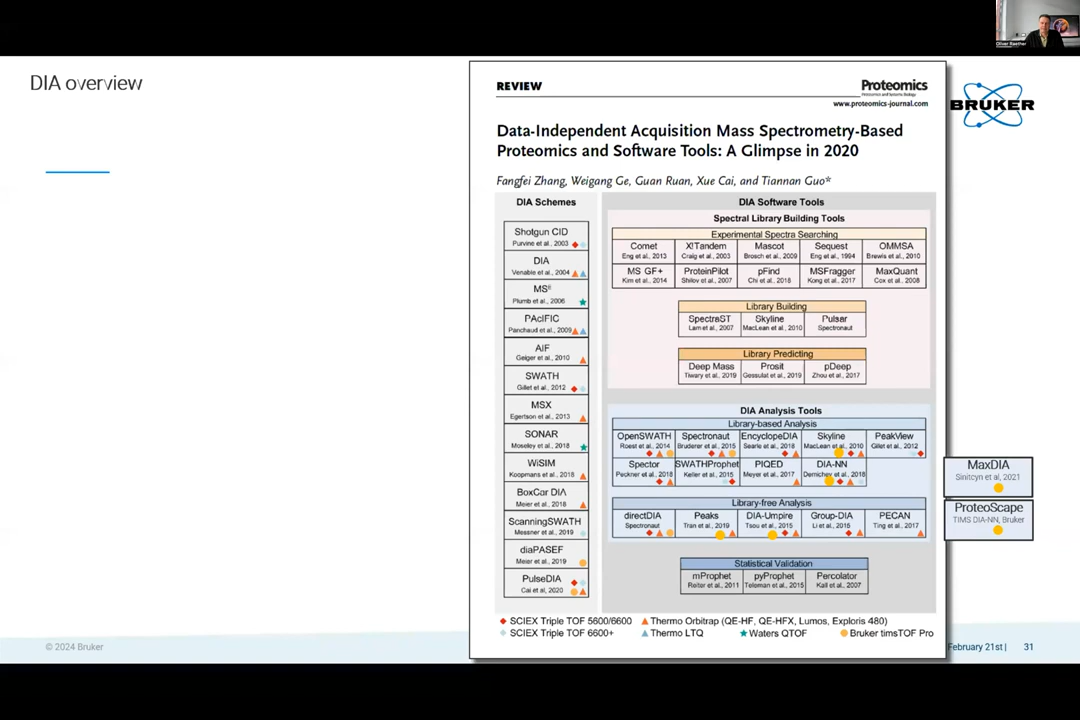 Oliver Raether
DIA overview
BRUKER
REVIEW
Proteomics
Proteomics and Systems Biology
www.proteomics-journal.com
Data-Independent Acquisition Mass Spectrometry-Based
Proteomics and Software Tools: A Glimpse in 2020
Fangfei Zhang, Weigang Ge, Guan Ruan, Xue Cai, and Tiannan Guo*
DIA Schemes
Shotgun CID
Purvine et al., 2003
DIA
Venable et al., 2004
MSᴱ
Plumb et al., 2006
PAcIFIC
Panchaud et al., 2009
AIF
Geiger et al., 2010
SWATH
Gillet et al., 2012
MSX
Egertson et al., 2013
SONAR
Moseley et al., 2018
WiSIM
Koopmans et al., 2018
BoxCar DIA
Meier et al., 2018
ScanningSWATH
Messner et al., 2019
diaPASEF
Meier et al., 2019
PulseDIA
Cai et al, 2020
DIA Software Tools
Spectral Library Building Tools
Experimental Spectra Searching
Comet X!Tandem Mascot Sequest OMMSA
Eng et al., 2013 Craig et al., 2003 Brosch et al., 2009 Eng et al., 1994 Brewis et al., 2010
MS GF+ ProteinPilot pFind MSFragger MaxQuant
Kim et al., 2014 Shilov et al., 2007 Chi et al., 2018 Kong et al., 2017 Cox et al., 2008
Library Building
SpectraST Skyline Pulsar
Lam et al., 2007 MacLean et al., 2010 Spectronaut
Library Predicting
Deep Mass Prosit pDeep
Tiwary et al., 2019 Gessulat et al., 2019 Zhou et al., 2017
DIA Analysis Tools
Library-based Analysis
OpenSWATH Spectronaut EncyclopeDIA Skyline PeakView
Roest et al., 2014 Bruderer et al., 2015 Searle et al., 2018 MacLean et al., 2010 Gillet et al., 2012
Spector SWATHProphet PIQED DIA-NN
Peckner et al., 2018 Keller et al., 2015 Meyer et al., 2017 Demichev et al., 2018
Library-free Analysis
directDIA Peaks DIA-Umpire Group-DIA PECAN
Spectronaut Tran et al., 2019 Tsou et al., 2015 Li et al., 2015 Ting et al., 2017
Statistical Validation
mProphet pyProphet Percolator
Reiter et al., 2011 Teloman et al., 2015 Kall et al., 2007
MaxDIA
Sinitcyn et al, 2021
ProteoScape
TIMS DIA-NN, Bruker
SCIEX Triple TOF 5600/6600 Thermo Orbitrap (QE-HF, QE-HFX, Lumos, Exploris 480)
SCIEX Triple TOF 6600+ Thermo LTQ Waters QTOF Bruker timsTOF Pro
© 2024 Bruker
February 21st | 31